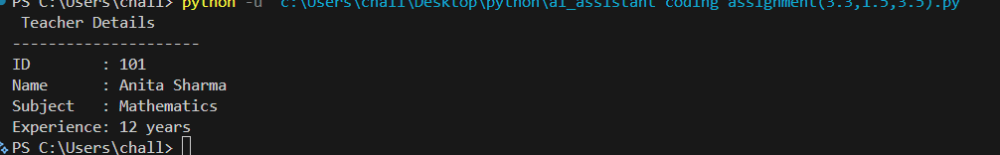 PS C:\Users\chall> python -u "c:\Users\chall\Desktop\python\ai_assistant coding assignment(3.3,1.5,3.5).py
 Teacher Details
---------------------
ID        : 101
Name      : Anita Sharma
Subject   : Mathematics
Experience: 12 years
PS C:\Users\chall>